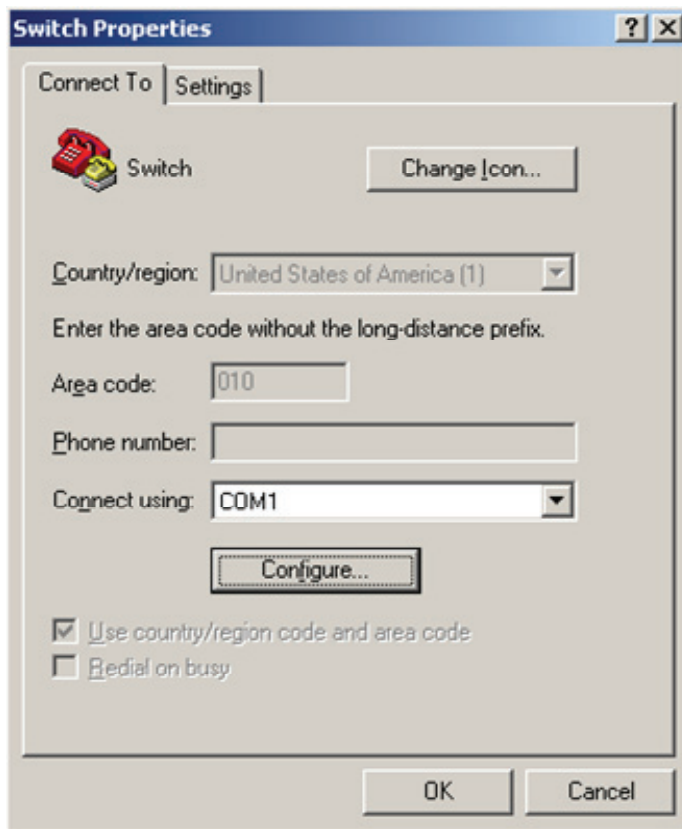 Switch Properties
Connect To Settings
Switch Change Icon...
Country/region: United States of America (1)
Enter the area code without the long-distance prefix.
Area code: 010
Phone number:
Connect using: COM1
Configure...
Use country/region code and area code
Redial on busy
OK Cancel